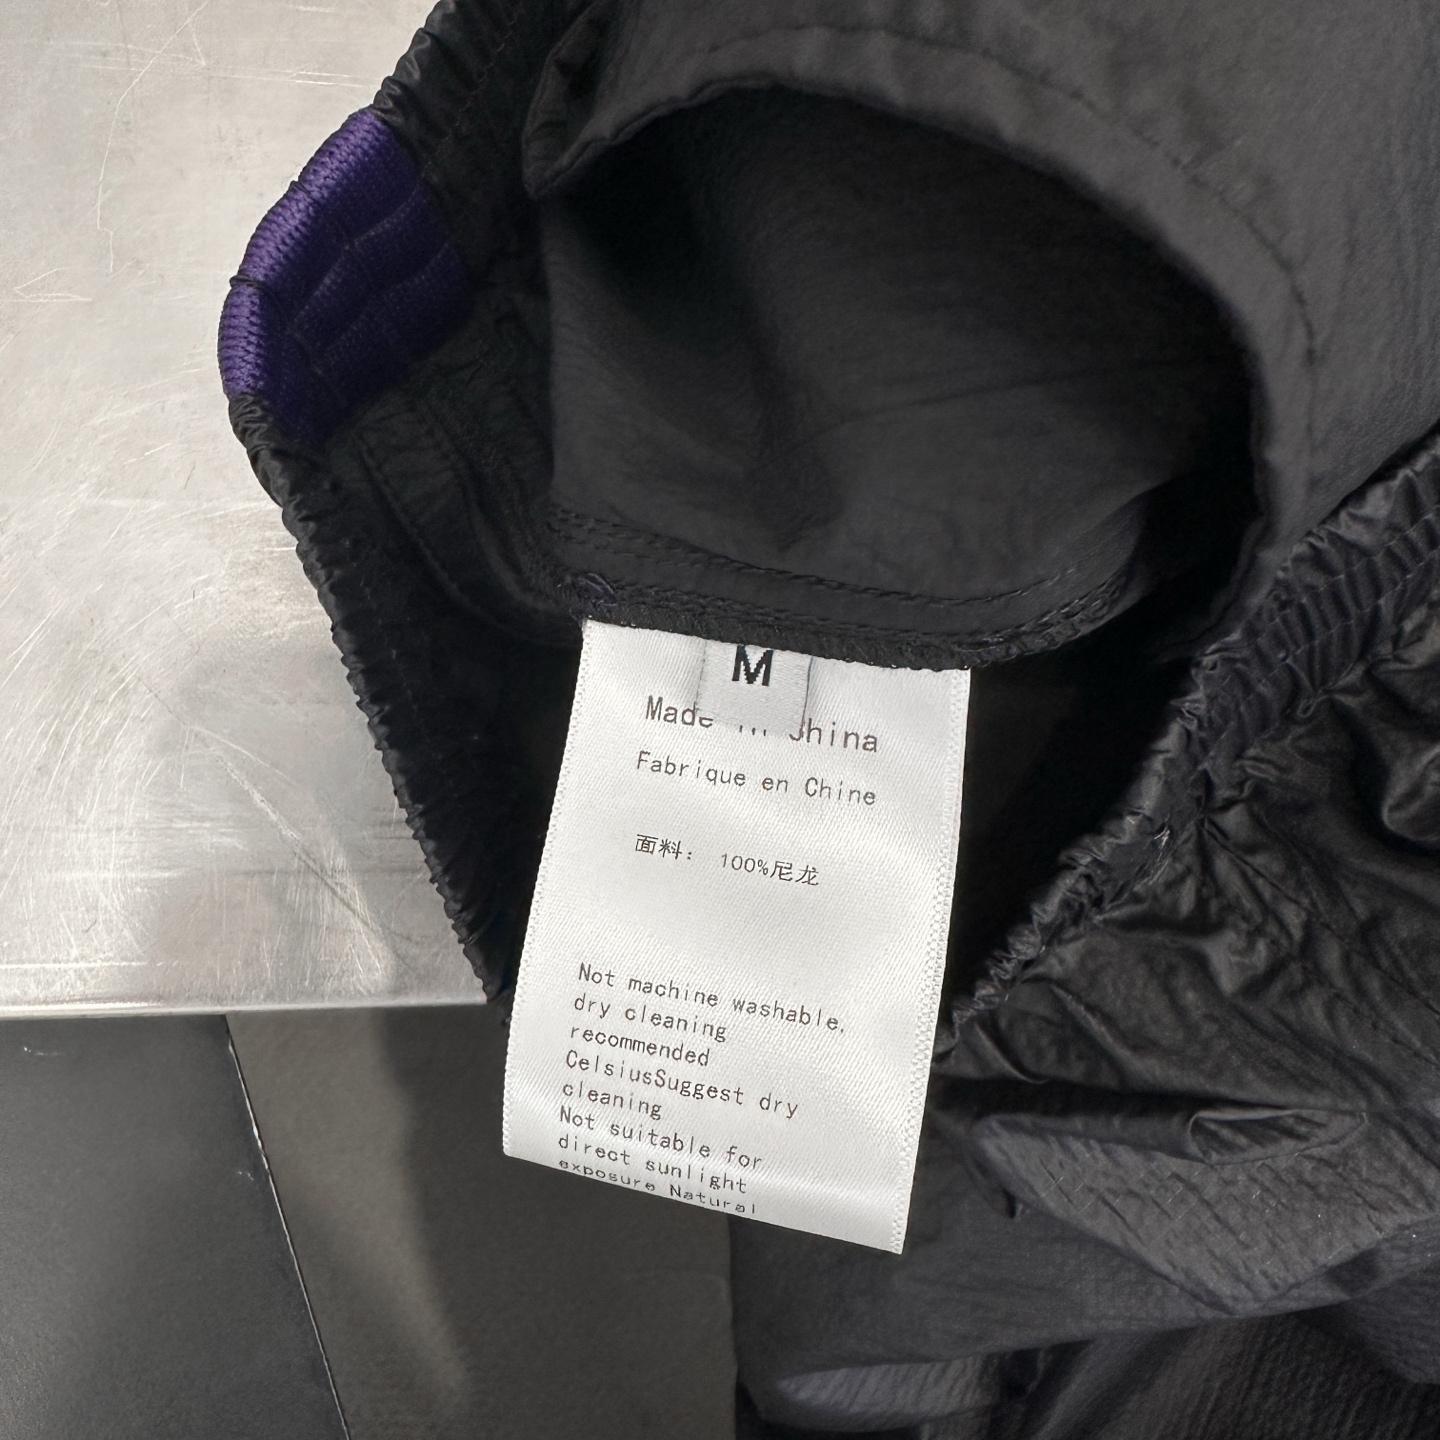 M
Made in China
Fabrique en Chine
面料： 100%尼龙
Not machine washable,
dry cleaning
recommended
CelsiusSuggest dry
cleaning
Not suitable for
direct sunlight
exposure Natural